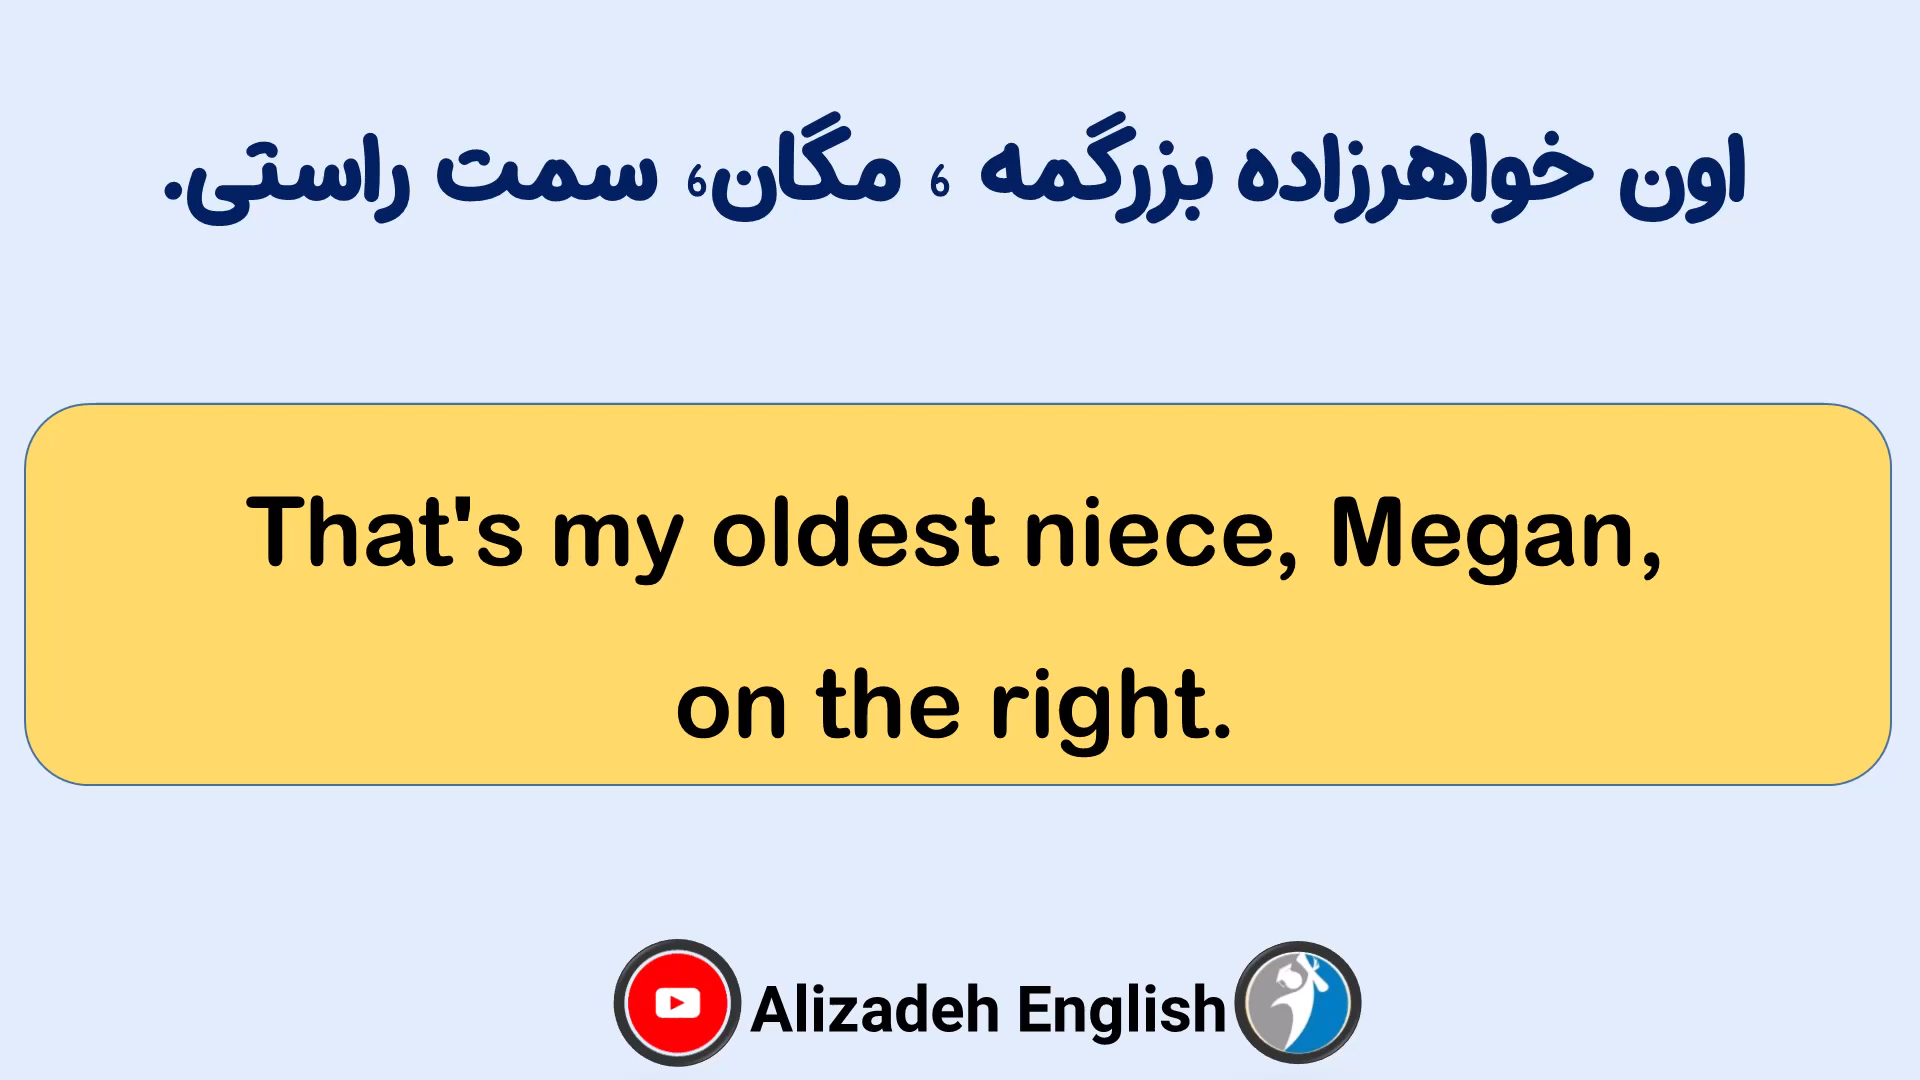 اون خواهرزاده بزرگمه ، مگان، سمت راستی.
That's my oldest niece, Megan,
on the right.
Alizadeh English